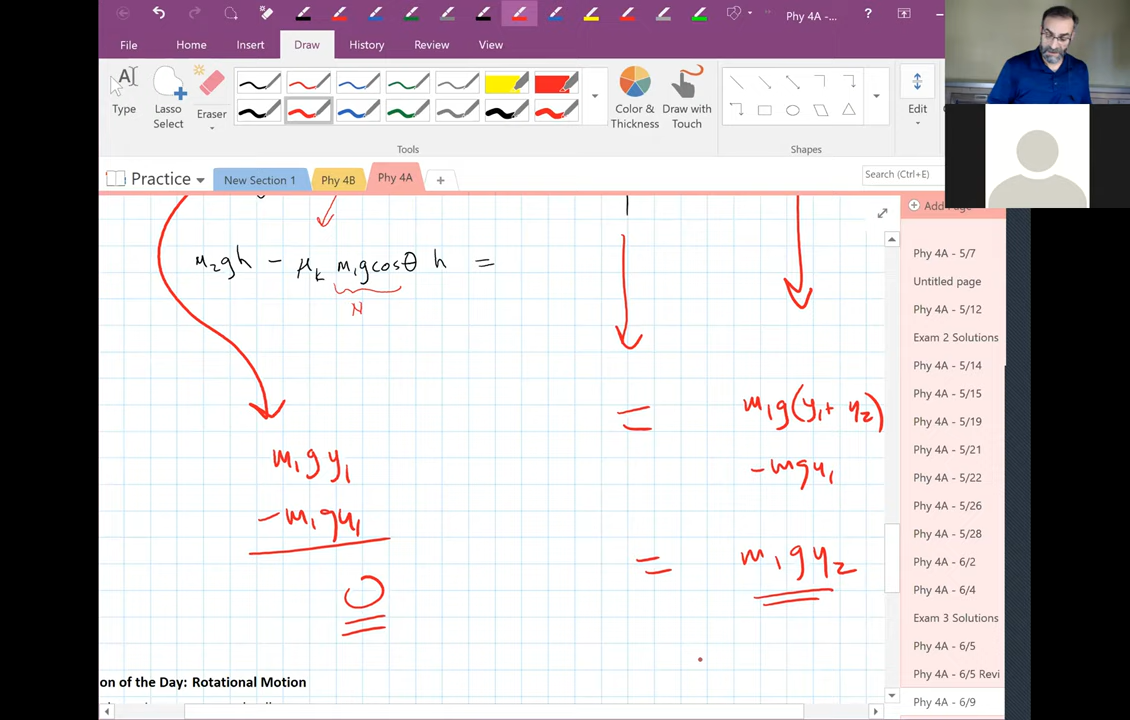 Phy 4A -...
?
File
Home
Insert
Draw
History
Review
View
Type
Lasso
Select
Eraser
Color &
Thickness
Draw with
Touch
Edit
Tools
Shapes
Practice
New Section 1
Phy 4B
Phy 4A
+
Search (Ctrl+E)
Add Page
Phy 4A - 5/7
Untitled page
Phy 4A - 5/12
Exam 2 Solutions
Phy 4A - 5/14
Phy 4A - 5/15
Phy 4A - 5/19
Phy 4A - 5/21
Phy 4A - 5/22
Phy 4A - 5/26
Phy 4A - 5/28
Phy 4A - 6/2
Phy 4A - 6/4
Exam 3 Solutions
Phy 4A - 6/5
Phy 4A - 6/5 Revi
Phy 4A - 6/9
m₂gh - μₖ m₁gcosθ h =
N
= m₁g(y₁ + y₂)
- mgy₁
m₁gy₁
- m₁gy₁
0
= m₁gy₂
on of the Day: Rotational Motion